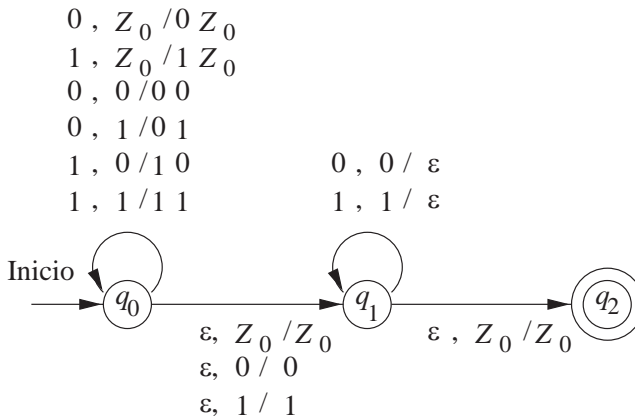 0 , Z₀ /0 Z₀
1 , Z₀ /1 Z₀
0 , 0 /0 0
0 , 1 /0 1
1 , 0 /1 0
1 , 1 /1 1
0 , 0 / ε
1 , 1 / ε
Inicio
q₀
q₁
q₂
ε, Z₀ /Z₀
ε, 0 / 0
ε, 1 / 1
ε , Z₀ /Z₀